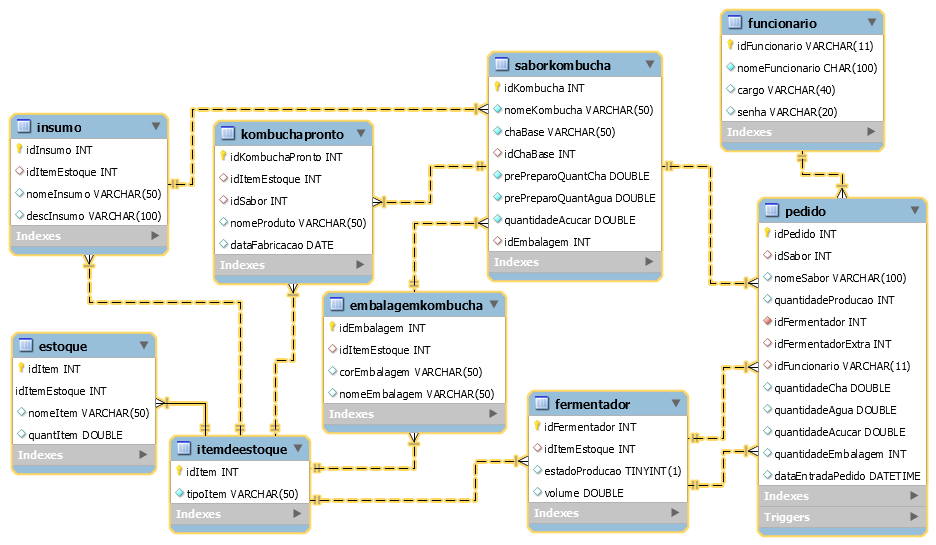 funcionario
idFuncionario VARCHAR(11)
nomeFuncionario CHAR(100)
cargo VARCHAR(40)
senha VARCHAR(20)
Indexes
saborkombucha
idKombucha INT
nomeKombucha VARCHAR(50)
chaBase VARCHAR(50)
idChaBase INT
prePreparoQuantCha DOUBLE
prePreparoQuantAgua DOUBLE
quantidadeAcucar DOUBLE
idEmbalagem INT
Indexes
insumo
idInsumo INT
idItemEstoque INT
nomeInsumo VARCHAR(50)
descInsumo VARCHAR(100)
Indexes
kombuchapronto
idKombuchaPronto INT
idItemEstoque INT
idSabor INT
nomeProduto VARCHAR(50)
dataFabricacao DATE
Indexes
pedido
idPedido INT
idSabor INT
nomeSabor VARCHAR(100)
quantidadeProducao INT
idFermentador INT
idFermentadorExtra INT
idFuncionario VARCHAR(11)
quantidadeCha DOUBLE
quantidadeAgua DOUBLE
quantidadeAcucar DOUBLE
quantidadeEmbalagem INT
dataEntradaPedido DATETIME
Indexes
Triggers
embalagemkombucha
idEmbalagem INT
idItemEstoque INT
corEmbalagem VARCHAR(50)
nomeEmbalagem VARCHAR(50)
Indexes
estoque
idItem INT
idItemEstoque INT
nomeItem VARCHAR(50)
quantItem DOUBLE
Indexes
fermentador
idFermentador INT
idItemEstoque INT
estadoProducao TINYINT(1)
volume DOUBLE
Indexes
itemdeestoque
idItem INT
tipoItem VARCHAR(50)
Indexes